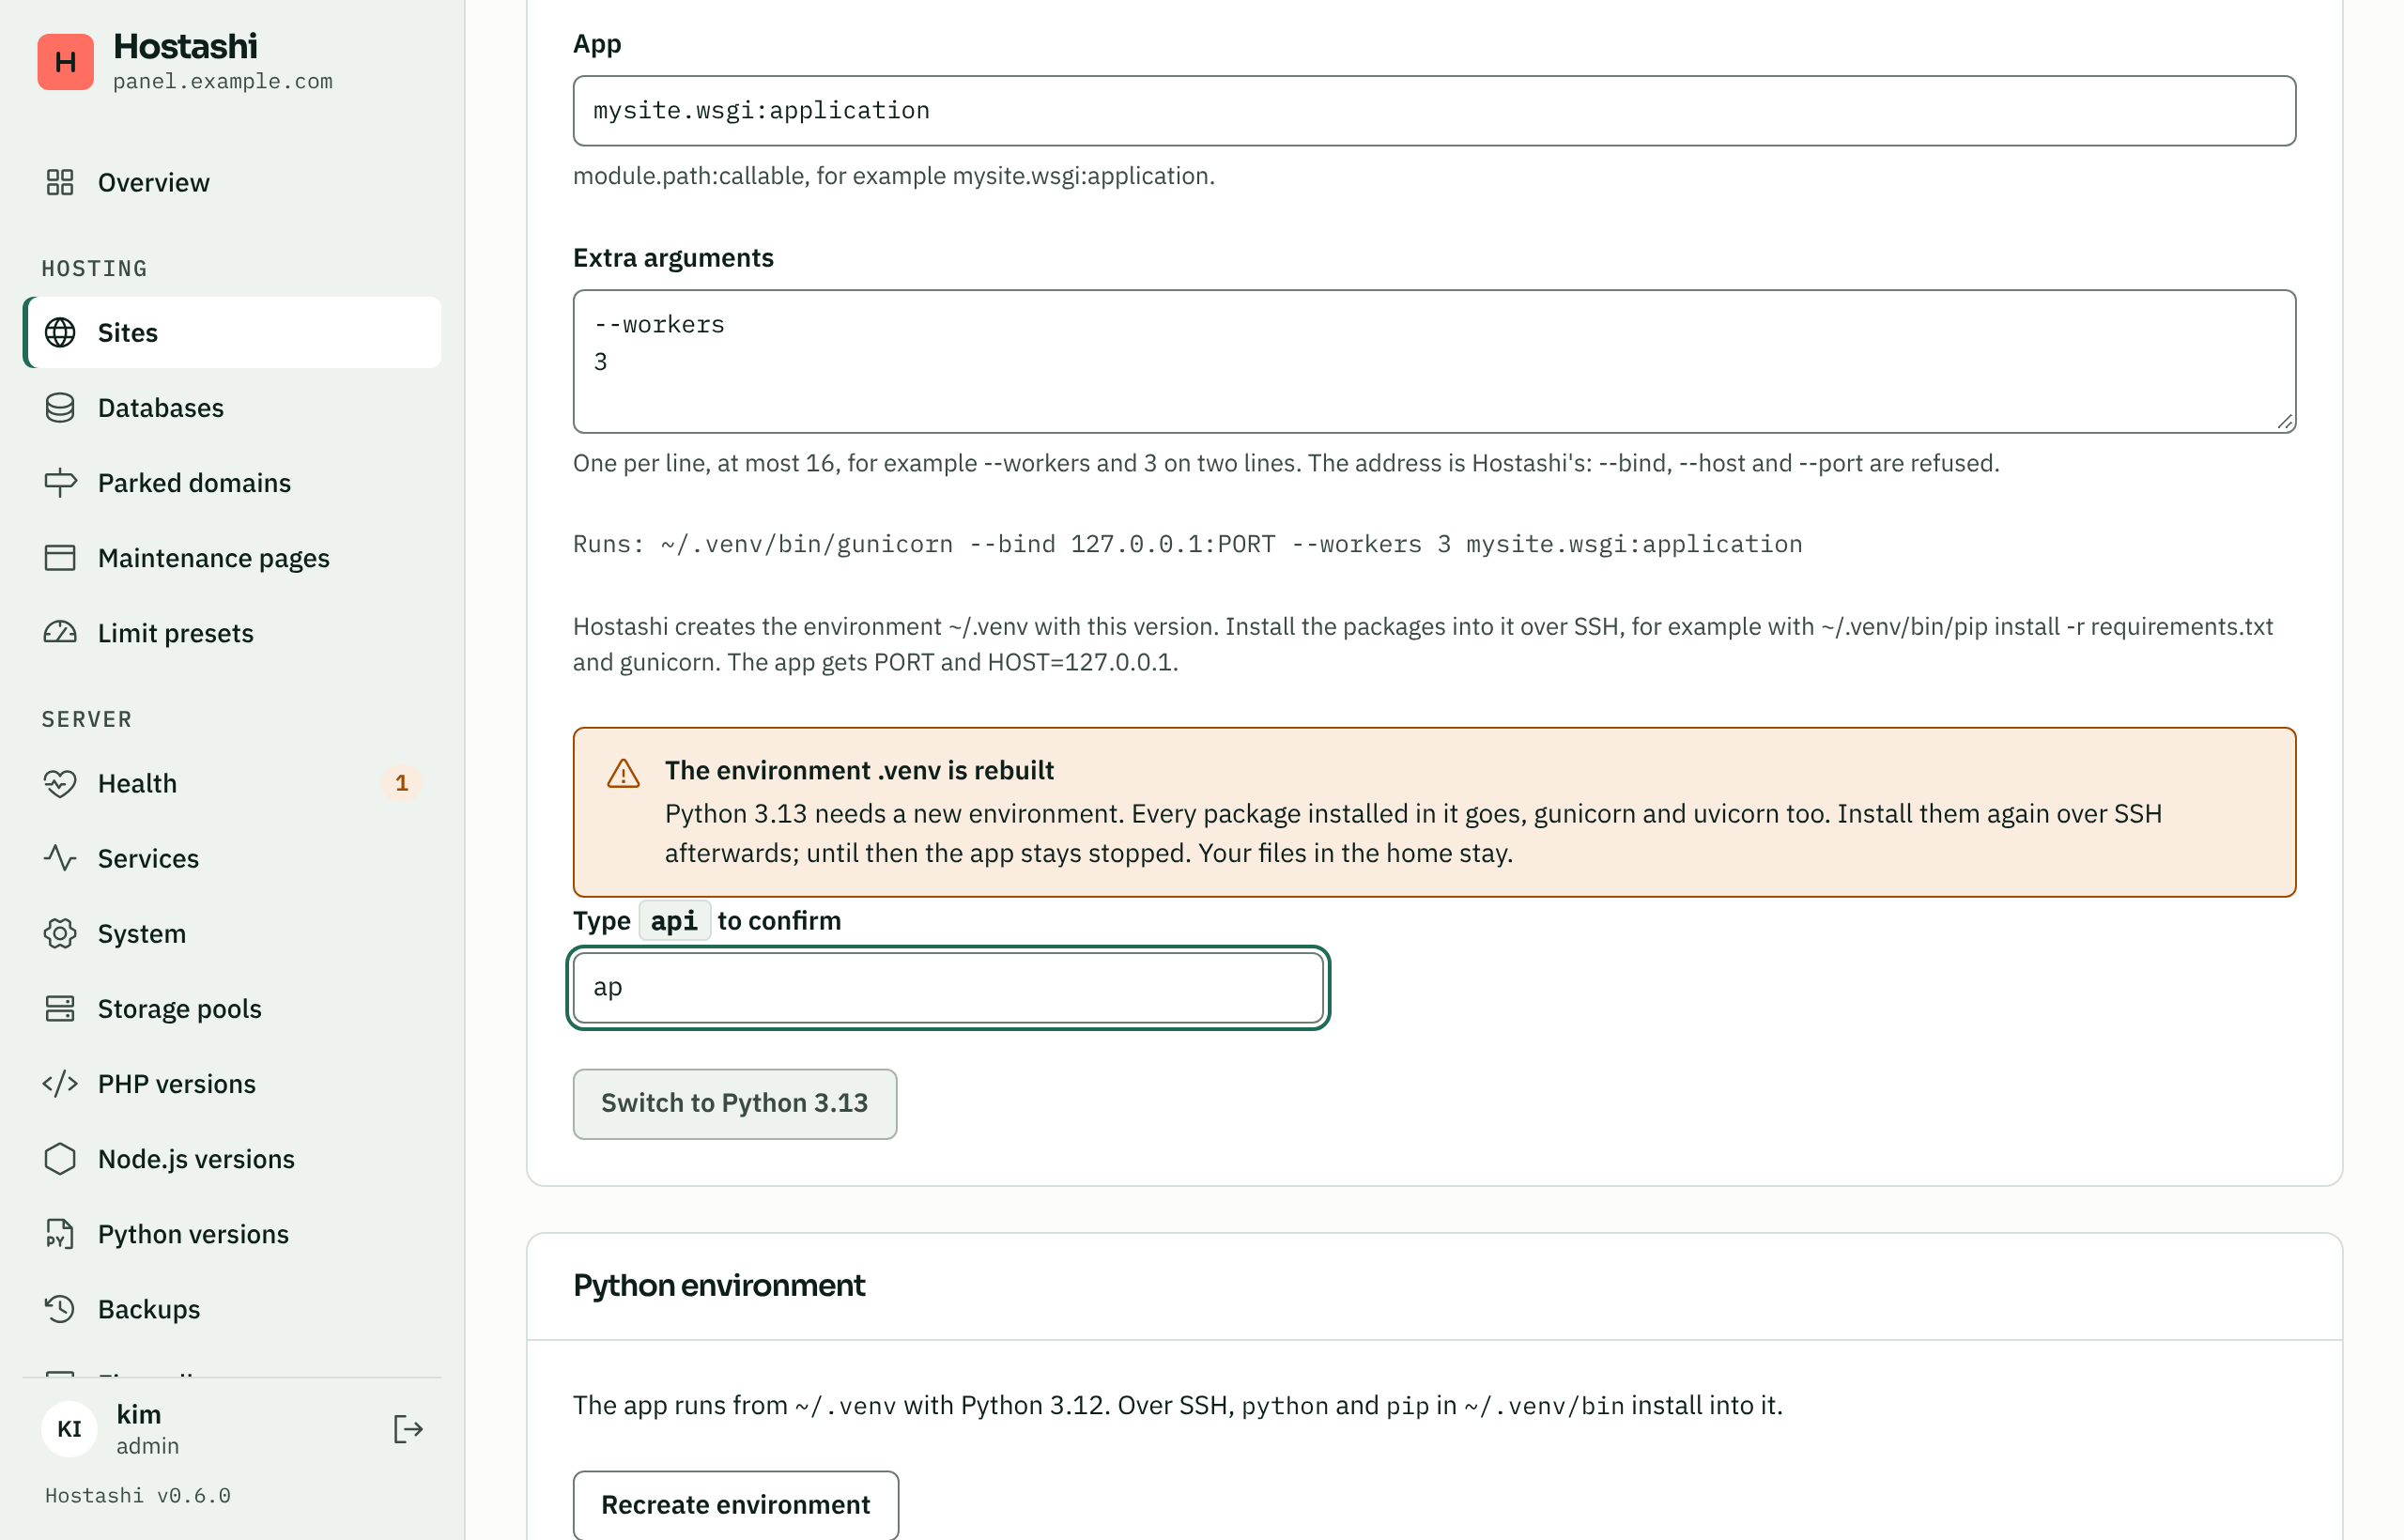 H
Hostashi
panel.example.com
Overview
HOSTING
Sites
Databases
Parked domains
Maintenance pages
Limit presets
SERVER
Health 1
Services
System
Storage pools
PHP versions
Node.js versions
PY Python versions
Backups
KI
kim
admin
Hostashi v0.6.0
App
mysite.wsgi:application
module.path:callable, for example mysite.wsgi:application.
Extra arguments
--workers
3
One per line, at most 16, for example --workers and 3 on two lines. The address is Hostashi's: --bind, --host and --port are refused.
Runs: ~/.venv/bin/gunicorn --bind 127.0.0.1:PORT --workers 3 mysite.wsgi:application
Hostashi creates the environment ~/.venv with this version. Install the packages into it over SSH, for example with ~/.venv/bin/pip install -r requirements.txt
and gunicorn. The app gets PORT and HOST=127.0.0.1.
The environment .venv is rebuilt
Python 3.13 needs a new environment. Every package installed in it goes, gunicorn and uvicorn too. Install them again over SSH
afterwards; until then the app stays stopped. Your files in the home stay.
Type api to confirm
ap
Switch to Python 3.13
Python environment
The app runs from ~/.venv with Python 3.12. Over SSH, python and pip in ~/.venv/bin install into it.
Recreate environment